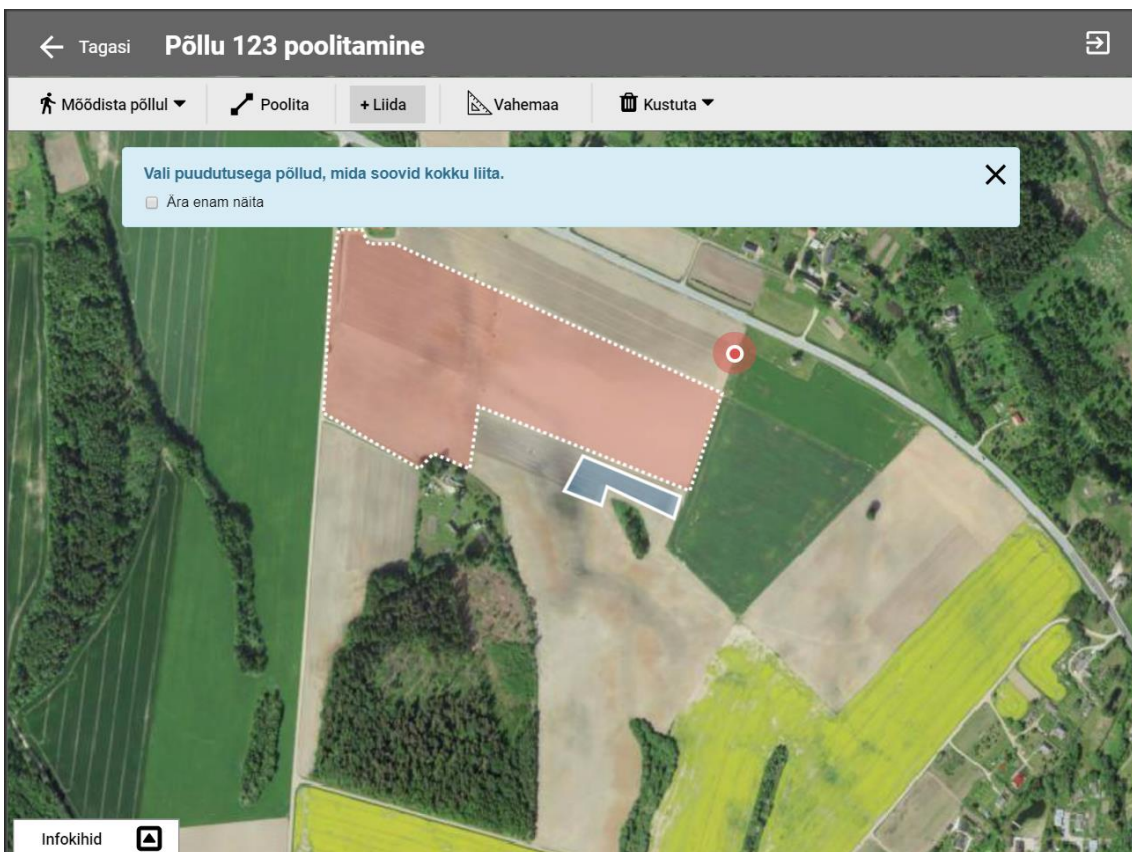 Tagasi Põllu 123 poolitamine
Mõõdista põllul Poolita + Liida Vahemaa Kustuta
Vali puudutusega põllud, mida soovid kokku liita.
Ära enam näita
Infokihid